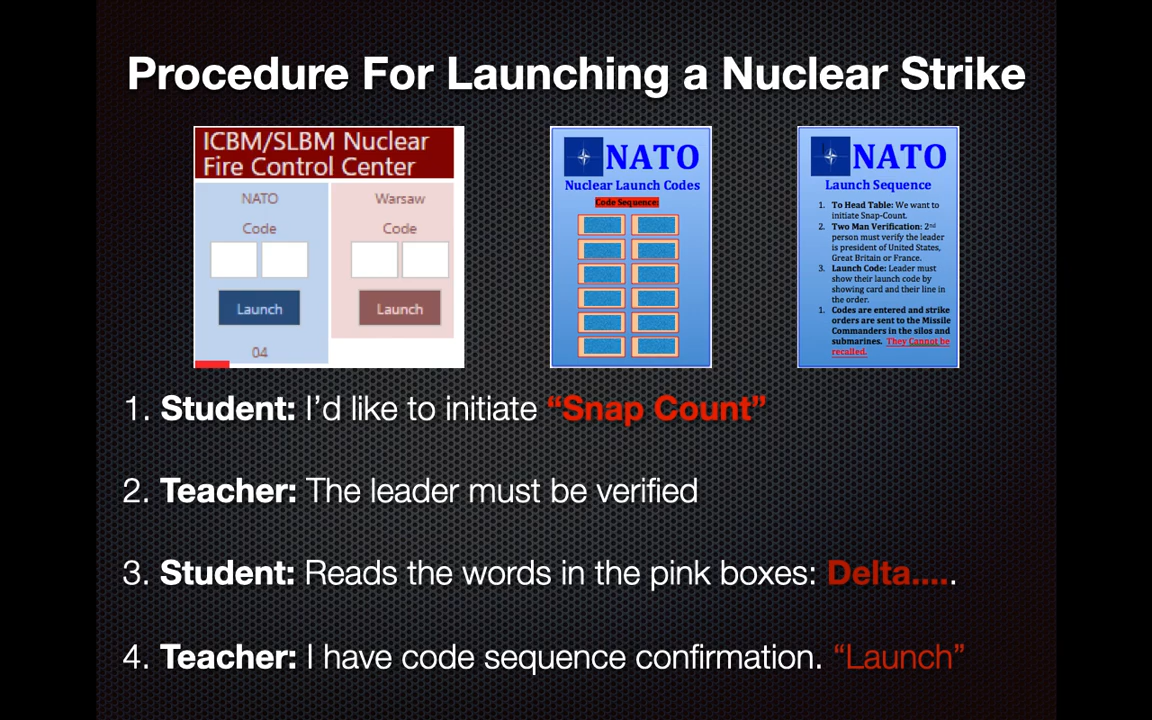 Procedure For Launching a Nuclear Strike
ICBM/SLBM Nuclear
Fire Control Center
NATO
Code
Launch
04
Warsaw
Code
Launch
NATO
Nuclear Launch Codes
Code Sequence:
NATO
Launch Sequence
1. To Head Table: We want to
initiate Snap-Count.
2. Two Man Verification: 2nd
person must verify the leader
is president of United States,
Great Britain or France.
3. Launch Code: Leader must
show their launch code by
showing card and their line in
the order.
1. Codes are entered and strike
orders are sent to the Missile
Commanders in the silos and
submarines. They Cannot be
recalled.
1. Student: I’d like to initiate “Snap Count”
2. Teacher: The leader must be verified
3. Student: Reads the words in the pink boxes: Delta.....
4. Teacher: I have code sequence confirmation. “Launch”